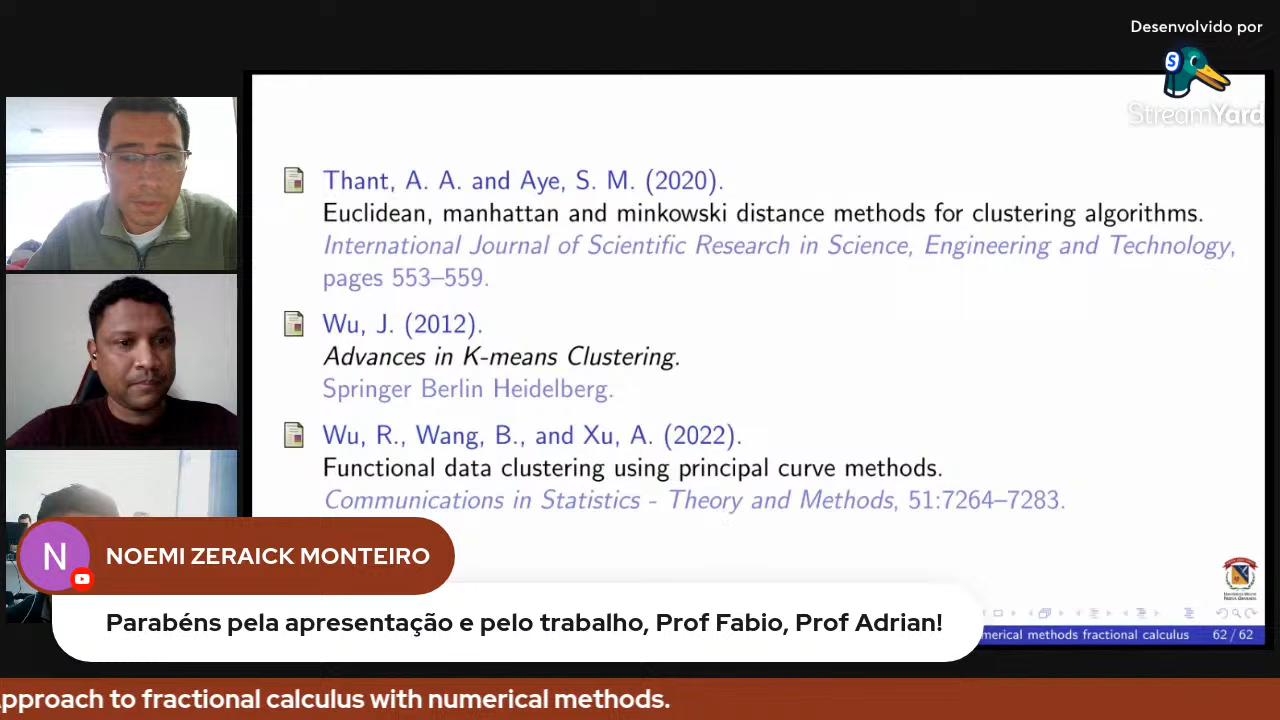 Desenvolvido por
S
StreamYard
Thant, A. A. and Aye, S. M. (2020).
Euclidean, manhattan and minkowski distance methods for clustering algorithms.
International Journal of Scientific Research in Science, Engineering and Technology,
pages 553–559.
Wu, J. (2012).
Advances in K-means Clustering.
Springer Berlin Heidelberg.
Wu, R., Wang, B., and Xu, A. (2022).
Functional data clustering using principal curve methods.
Communications in Statistics - Theory and Methods, 51:7264–7283.
N
NOEMI ZERAICK MONTEIRO
Parabéns pela apresentação e pelo trabalho, Prof Fabio, Prof Adrian!
merical methods fractional calculus 62 / 62
pproach to fractional calculus with numerical methods.